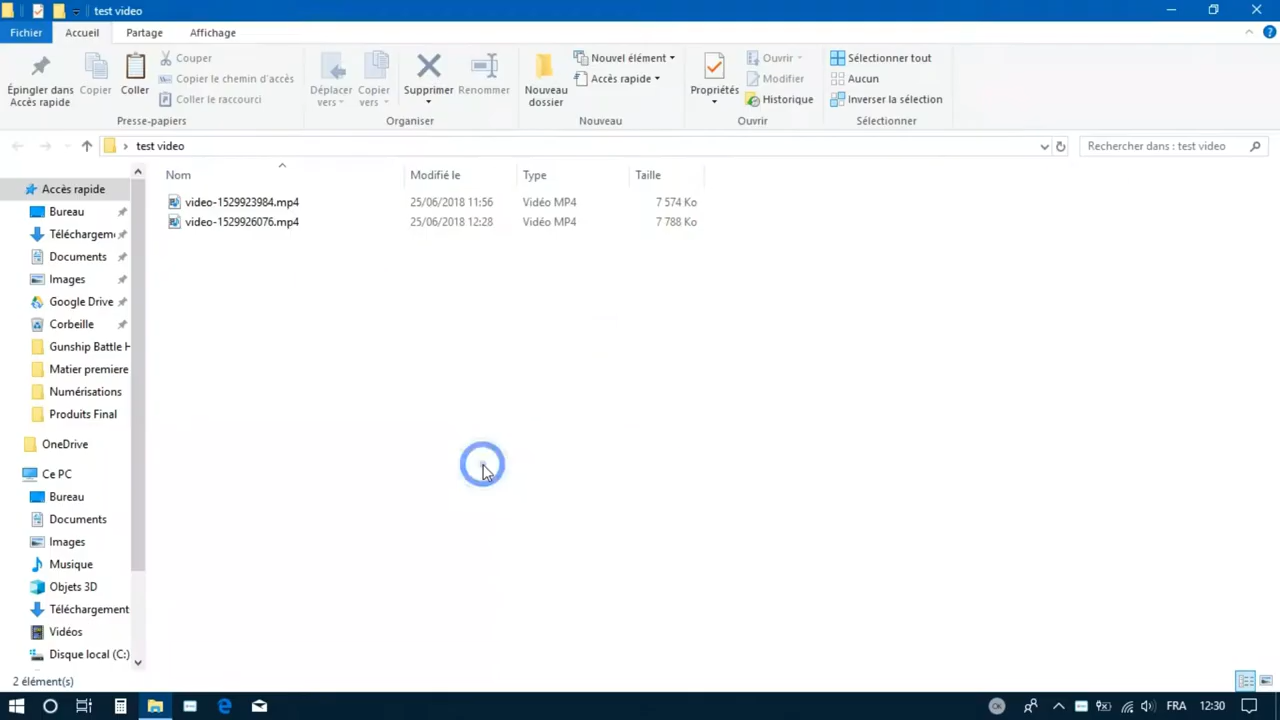 test video
Fichier Accueil Partage Affichage
Épingler dans Accès rapide
Copier
Coller
Couper
Copier le chemin d'accès
Coller le raccourci
Presse-papiers
Déplacer vers
Copier vers
Supprimer
Renommer
Organiser
Nouveau dossier
Nouvel élément
Accès rapide
Nouveau
Propriétés
Ouvrir
Modifier
Historique
Ouvrir
Sélectionner tout
Aucun
Inverser la sélection
Sélectionner
test video
Rechercher dans : test video
Nom Modifié le Type Taille
video-1529923984.mp4 25/06/2018 11:56 Vidéo MP4 7 574 Ko
video-1529926076.mp4 25/06/2018 12:28 Vidéo MP4 7 788 Ko
Accès rapide
Bureau
Téléchargem
Documents
Images
Google Drive
Corbeille
Gunship Battle H
Matier premiere
Numérisations
Produits Final
OneDrive
Ce PC
Bureau
Documents
Images
Musique
Objets 3D
Téléchargement
Vidéos
Disque local (C:)
2 élément(s)
FRA 12:30